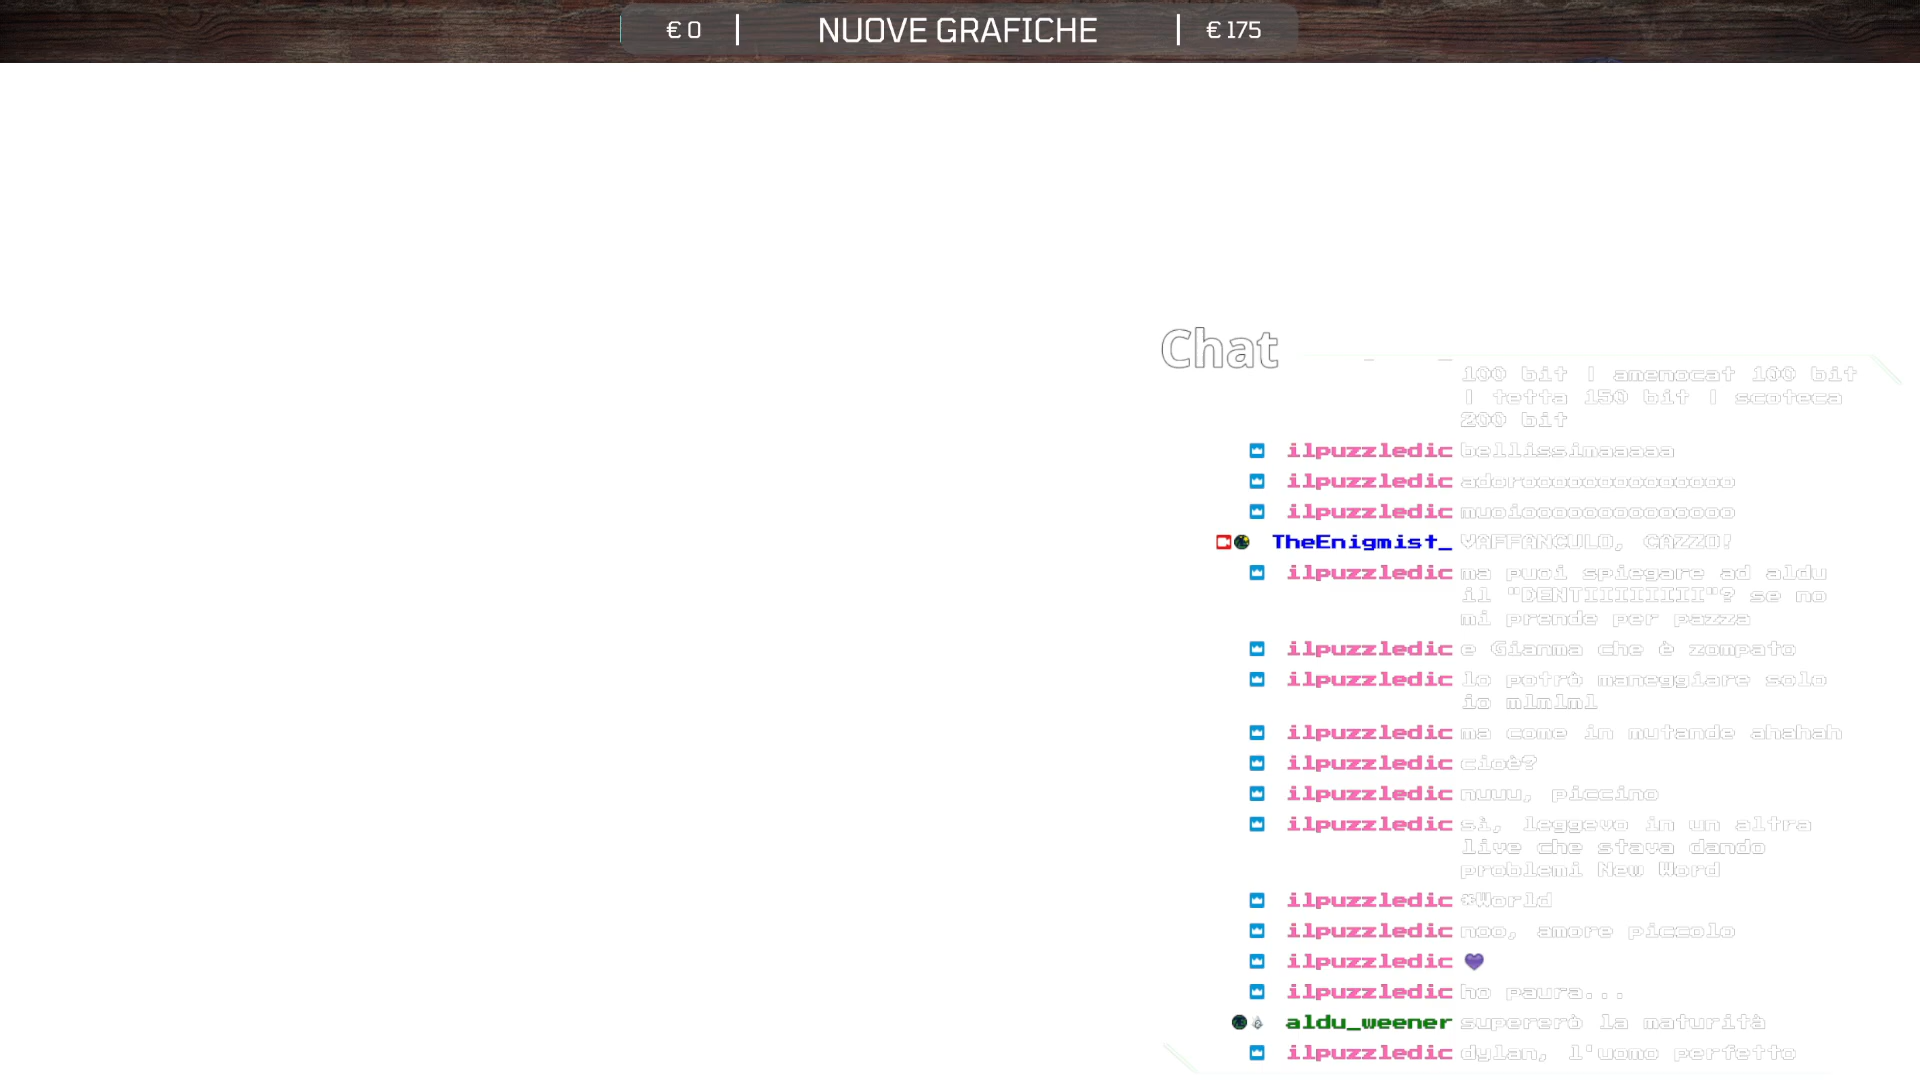 € 0 | NUOVE GRAFICHE | € 175
Chat
100 bit | amenocat 100 bit
| tetta 150 bit | scoteca
200 bit
ilpuzzledic bellissimaaaaa
ilpuzzledic adoroooooooooooooo
ilpuzzledic muoioooooooooooooo
TheEnigmist_ VAFFANCULO, CAZZO!
ilpuzzledic ma puoi spiegare ad aldu
il "DENTIIIIIIII"? se no
mi prende per pazza
ilpuzzledic e Gianma che è zompato
ilpuzzledic lo potrò maneggiare solo
io mlmlml
ilpuzzledic ma come in mutande ahahah
ilpuzzledic cioè?
ilpuzzledic nuuu, piccino
ilpuzzledic sì, leggevo in un altra
live che stava dando
problemi New Word
ilpuzzledic *World
ilpuzzledic noo, amore piccolo
ilpuzzledic 💜
ilpuzzledic ho paura...
aldu_weener supererò la maturità
ilpuzzledic dylan, l'uomo perfetto